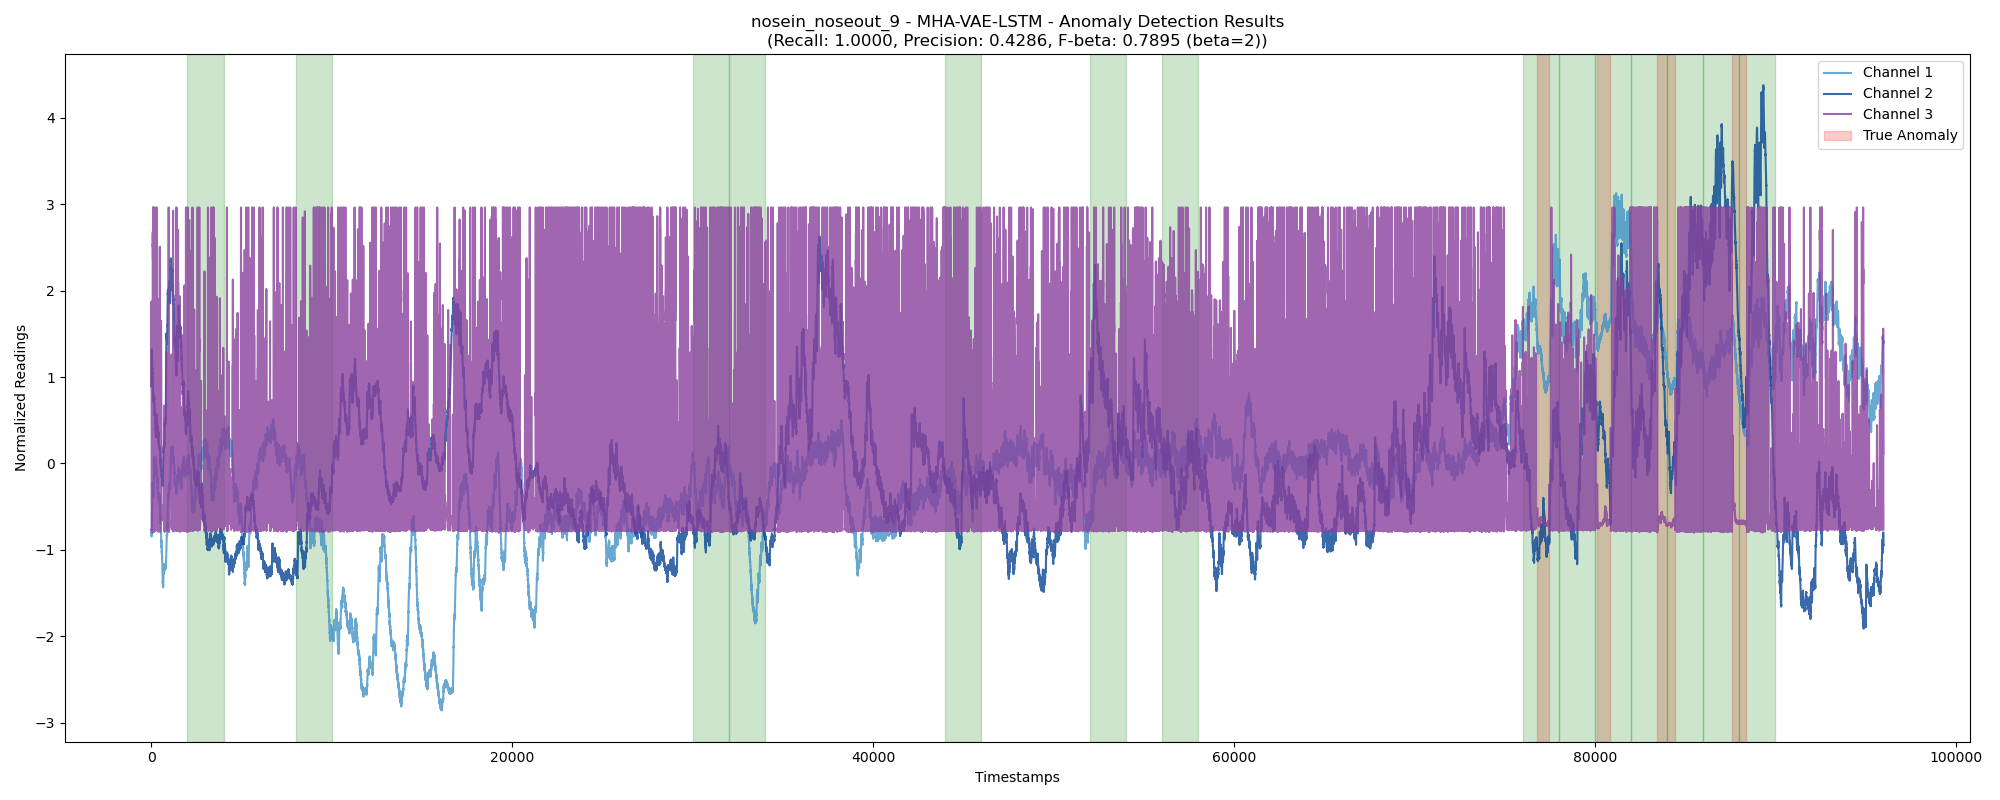 nosein_noseout_9 - MHA-VAE-LSTM - Anomaly Detection Results
(Recall: 1.0000, Precision: 0.4286, F-beta: 0.7895 (beta=2))
Channel 1
Channel 2
Channel 3
True Anomaly
Normalized Readings
4
3
2
1
0
−1
−2
−3
0
20000
40000
60000
80000
100000
Timestamps